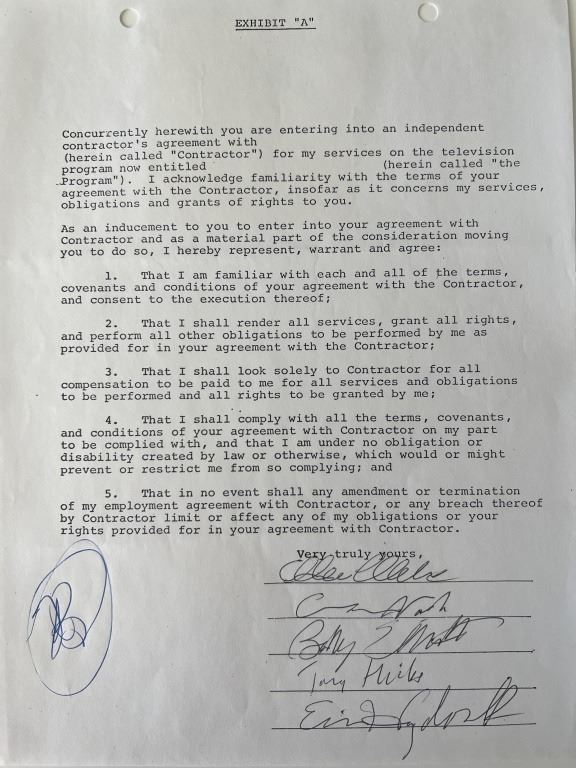 EXHIBIT "A"
Concurrently herewith you are entering into an independent
contractor's agreement with
(herein called "Contractor") for my services on the television
program now entitled (herein called "the
Program"). I acknowledge familiarity with the terms of your
agreement with the Contractor, insofar as it concerns my services,
obligations and grants of rights to you.
As an inducement to you to enter into your agreement with
Contractor and as a material part of the consideration moving
you to do so, I hereby represent, warrant and agree:
1. That I am familiar with each and all of the terms,
covenants and conditions of your agreement with the Contractor,
and consent to the execution thereof;
2. That I shall render all services, grant all rights,
and perform all other obligations to be performed by me as
provided for in your agreement with the Contractor;
3. That I shall look solely to Contractor for all
compensation to be paid to me for all services and obligations
to be performed and all rights to be granted by me;
4. That I shall comply with all the terms, covenants,
and conditions of your agreement with Contractor on my part
to be complied with, and that I am under no obligation or
disability created by law or otherwise, which would or might
prevent or restrict me from so complying; and
5. That in no event shall any amendment or termination
of my employment agreement with Contractor, or any breach thereof
by Contractor limit or affect any of my obligations or your
rights provided for in your agreement with Contractor.
Very truly yours,
Nash
Bobby Elliott
Tony Hicks
Eric Haydock